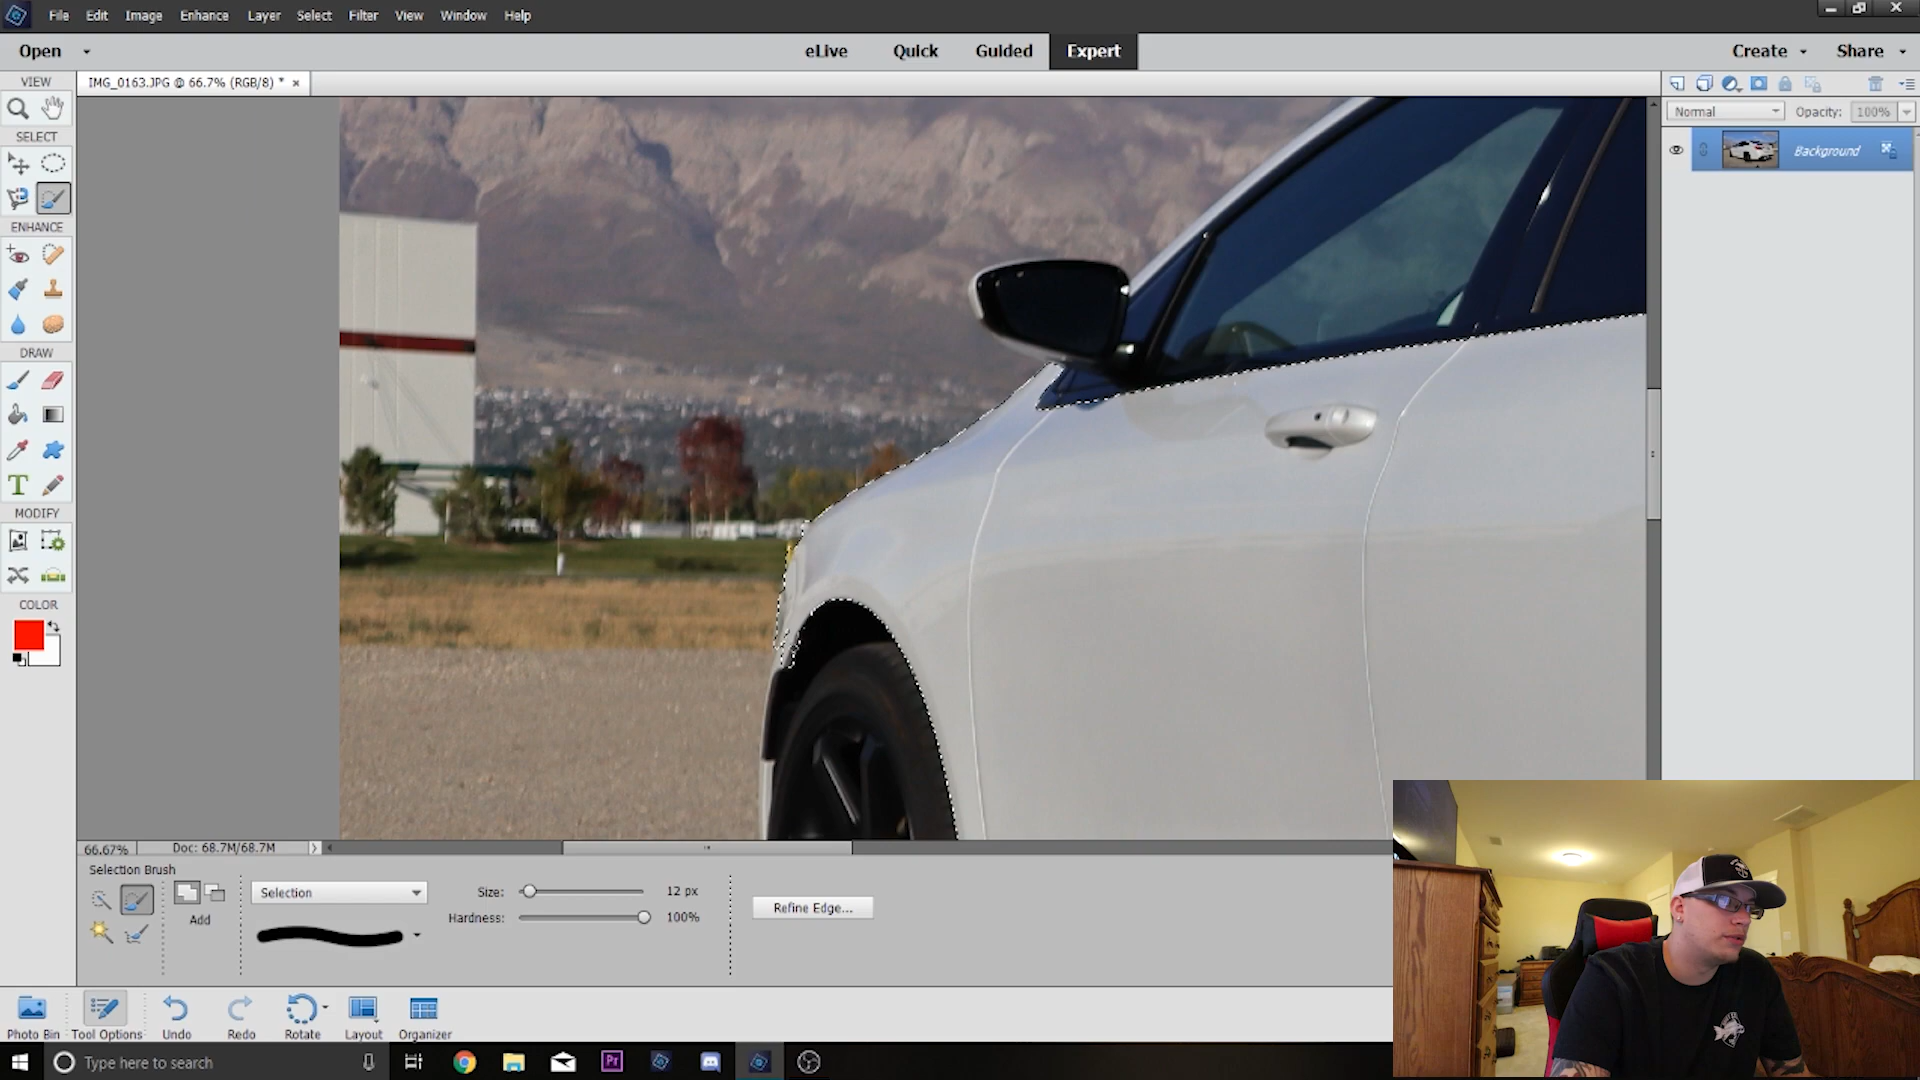 File Edit Image Enhance Layer Select Filter View Window Help
Open eLive Quick Guided Expert Create Share
VIEW IMG_0163.JPG @ 66.7% (RGB/8) * ×
Normal Opacity: 100%
SELECT
Background
ENHANCE
DRAW
T
MODIFY
COLOR
66.67% Doc: 68.7M/68.7M
Selection Brush
Selection Size: 12 px
Add Hardness: 100%
Refine Edge...
Photo Bin Tool Options Undo Redo Rotate Layout Organizer
Type here to search Pr